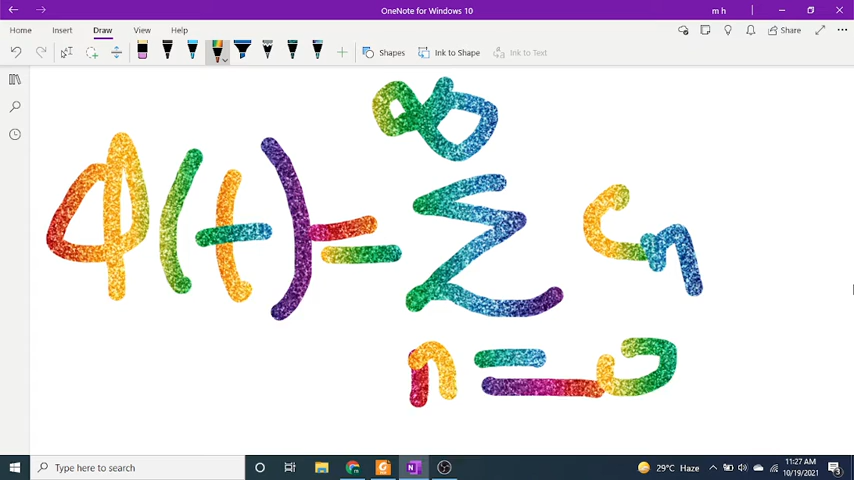 OneNote for Windows 10
m h
Home Insert Draw View Help
Share
Shapes Ink to Shape Ink to Text
∞
φ(t) = Σ cn
n = 0
Type here to search
29°C Haze
11:27 AM
10/19/2021
3